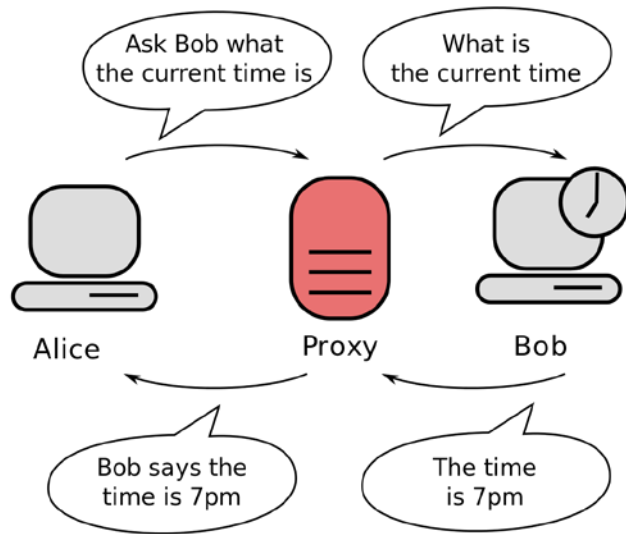 Ask Bob what
the current time is
What is
the current time
Alice
Proxy
Bob
Bob says the
time is 7pm
The time
is 7pm